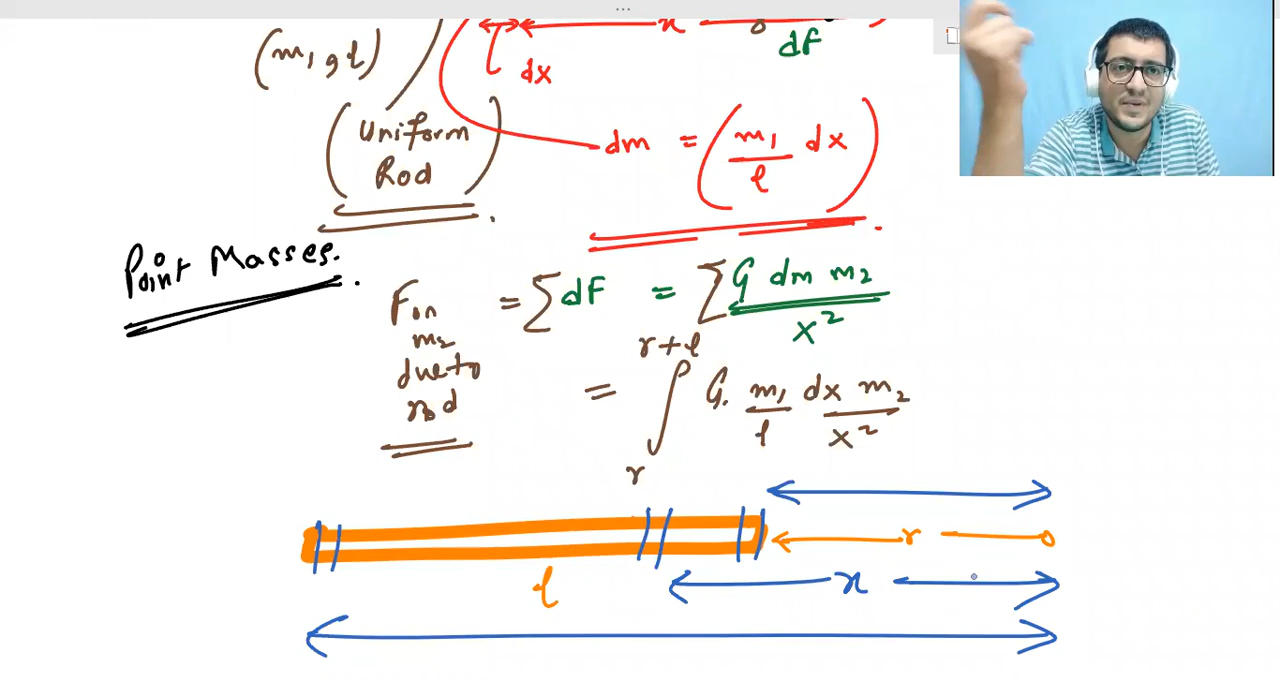 x
dF
(m₁, l)
dx
(Uniform
Rod)
dm = (m₁/l dx)
Point Masses.
F on
m₂
due to
rod
= ∑ dF = ∑ G dm m₂ / x²
= ∫ᵣʳ⁺ˡ G. m₁/l dx m₂ / x²
r
l
x